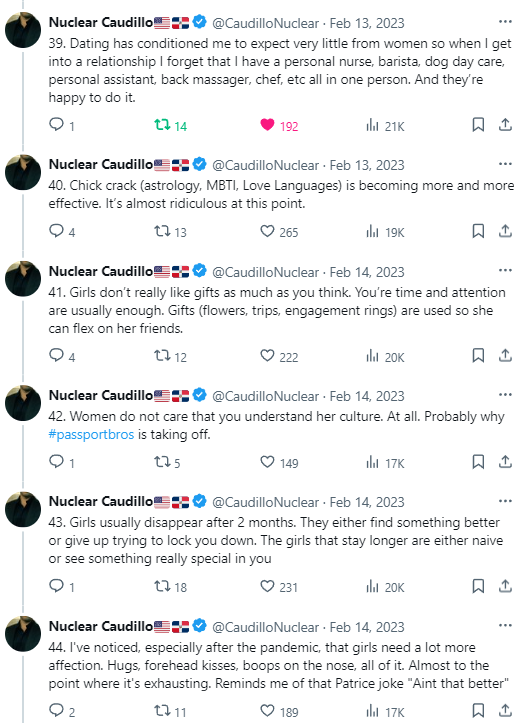 Nuclear Caudillo🇺🇸🇩🇴 @CaudilloNuclear · Feb 13, 2023
39. Dating has conditioned me to expect very little from women so when I get
into a relationship I forget that I have a personal nurse, barista, dog day care,
personal assistant, back massager, chef, etc all in one person. And they're
happy to do it.
1 14 192 21K
Nuclear Caudillo🇺🇸🇩🇴 @CaudilloNuclear · Feb 13, 2023
40. Chick crack (astrology, MBTI, Love Languages) is becoming more and more
effective. It's almost ridiculous at this point.
4 13 265 19K
Nuclear Caudillo🇺🇸🇩🇴 @CaudilloNuclear · Feb 14, 2023
41. Girls don't really like gifts as much as you think. You're time and attention
are usually enough. Gifts (flowers, trips, engagement rings) are used so she
can flex on her friends.
4 12 222 20K
Nuclear Caudillo🇺🇸🇩🇴 @CaudilloNuclear · Feb 14, 2023
42. Women do not care that you understand her culture. At all. Probably why
#passportbros is taking off.
1 5 149 17K
Nuclear Caudillo🇺🇸🇩🇴 @CaudilloNuclear · Feb 14, 2023
43. Girls usually disappear after 2 months. They either find something better
or give up trying to lock you down. The girls that stay longer are either naive
or see something really special in you
1 18 231 20K
Nuclear Caudillo🇺🇸🇩🇴 @CaudilloNuclear · Feb 14, 2023
44. I've noticed, especially after the pandemic, that girls need a lot more
affection. Hugs, forehead kisses, boops on the nose, all of it. Almost to the
point where it's exhausting. Reminds me of that Patrice joke "Aint that better"
2 11 189 17K